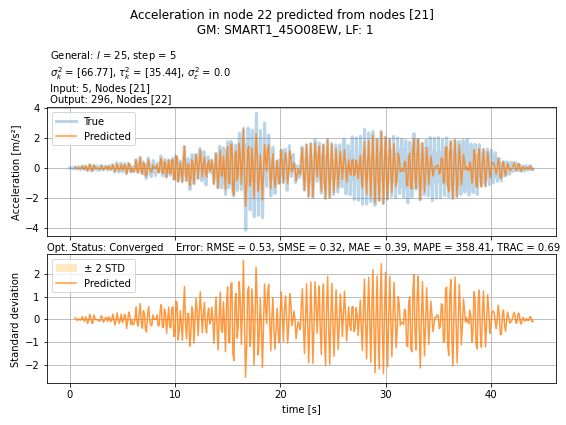 Acceleration in node 22 predicted from nodes [21]
GM: SMART1_45O08EW, LF: 1
General: l = 25, step = 5
σ²ₖ = [66.77], τ²ₖ = [35.44], σ²ε = 0.0
Input: 5, Nodes [21]
Output: 296, Nodes [22]
4
2
0
−2
−4
Acceleration [m/s²]
True
Predicted
Opt. Status: Converged Error: RMSE = 0.53, SMSE = 0.32, MAE = 0.39, MAPE = 358.41, TRAC = 0.69
2
1
0
−1
−2
Standard deviation
± 2 STD
Predicted
0 10 20 30 40
time [s]